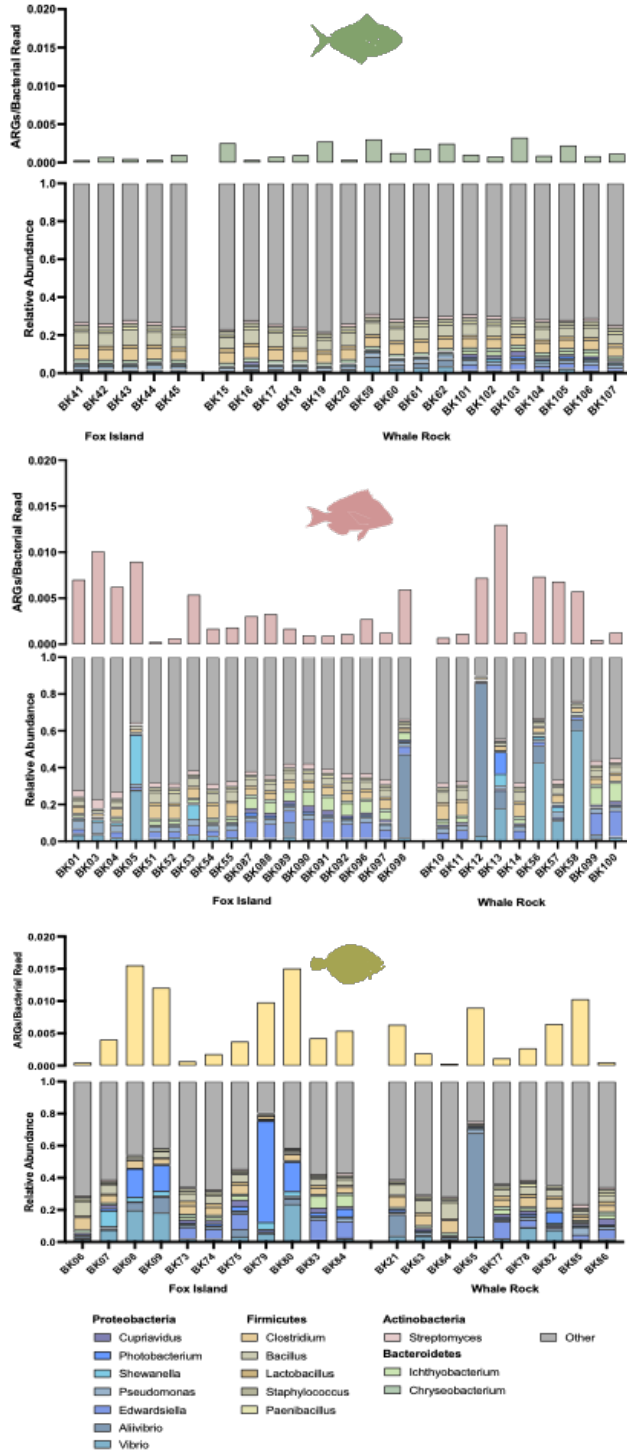 ARGs/Bacterial Read
0.020
0.015
0.010
0.005
0.000
Relative Abundance
1.0
0.8
0.6
0.4
0.2
0.0
BK41 BK42 BK43 BK44 BK45 BK15 BK16 BK17 BK18 BK19 BK20 BK59 BK60 BK61 BK62 BK101 BK102 BK103 BK104 BK105 BK106 BK107
Fox Island Whale Rock
ARGs/Bacterial Read
0.020
0.015
0.010
0.005
0.000
Relative Abundance
1.0
0.8
0.6
0.4
0.2
0.0
BK01 BK03 BK04 BK05 BK51 BK52 BK53 BK54 BK55 BK087 BK088 BK089 BK090 BK091 BK092 BK096 BK097 BK098 BK10 BK11 BK12 BK13 BK14 BK56 BK57 BK58 BK099 BK100
Fox Island Whale Rock
ARGs/Bacterial Read
0.020
0.015
0.010
0.005
0.000
Relative Abundance
1.0
0.8
0.6
0.4
0.2
0.0
BK06 BK07 BK08 BK09 BK73 BK74 BK75 BK79 BK80 BK83 BK84 BK21 BK63 BK64 BK65 BK77 BK78 BK82 BK85 BK86
Fox Island Whale Rock
Proteobacteria Firmicutes Actinobacteria
Cupriavidus Clostridium Streptomyces Other
Photobacterium Bacillus Bacteroidetes
Shewanella Lactobacillus Ichthyobacterium
Pseudomonas Staphylococcus Chryseobacterium
Edwardsiella Paenibacillus
Aliivibrio
Vibrio